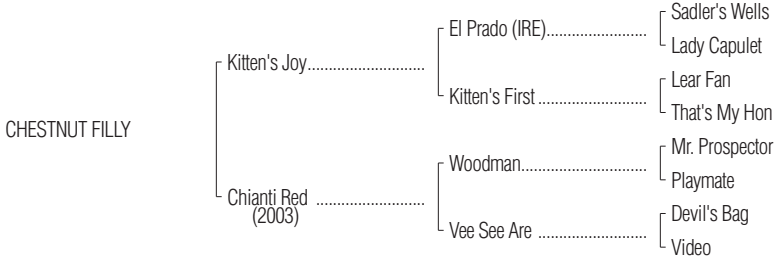 Sadler's Wells
El Prado (IRE)........................
Lady Capulet
Kitten's Joy............................
Lear Fan
Kitten's First ..........................
That's My Hon
CHESTNUT FILLY
Mr. Prospector
Woodman..............................
Playmate
Chianti Red ..........................
(2003)
Devil's Bag
Vee See Are ..........................
Video